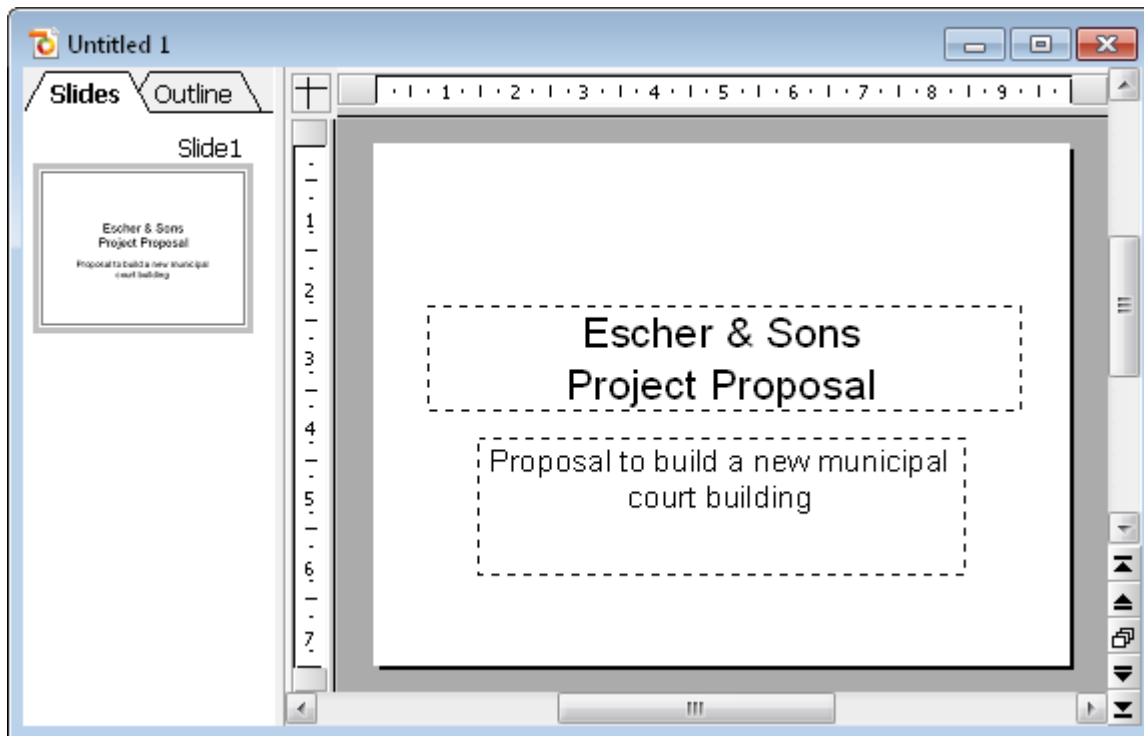 Untitled 1
Slides Outline
1 2 3 4 5 6 7 8 9
Slide1
Escher & Sons
Project Proposal
Proposal to build a new municipal
court building
1
2
3
4
5
6
7
Escher & Sons
Project Proposal
Proposal to build a new municipal
court building